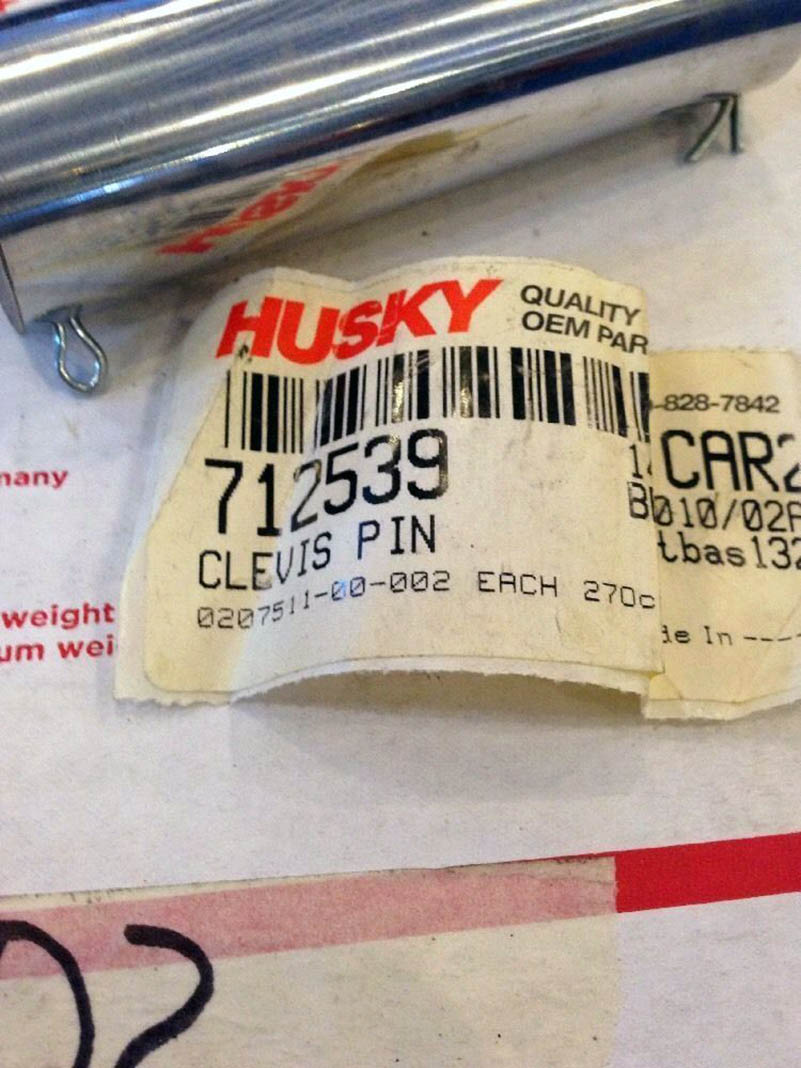 HUSKY
QUALITY
OEM PAR
-828-7842
712539
14
CAR2
CLEVIS PIN
010/02A
tbas132
0207511-00-002 EACH 270c
de In ----
many
weight
um wei